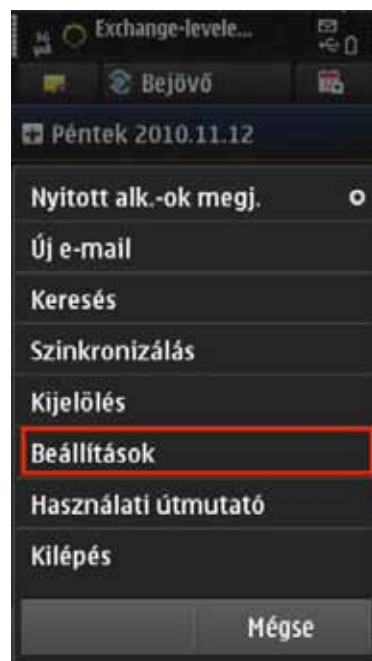 Exchange-levele...
Bejövő
Péntek 2010.11.12
Nyitott alk.-ok megj.
Új e-mail
Keresés
Szinkronizálás
Kijelölés
Beállítások
Használati útmutató
Kilépés
Mégse